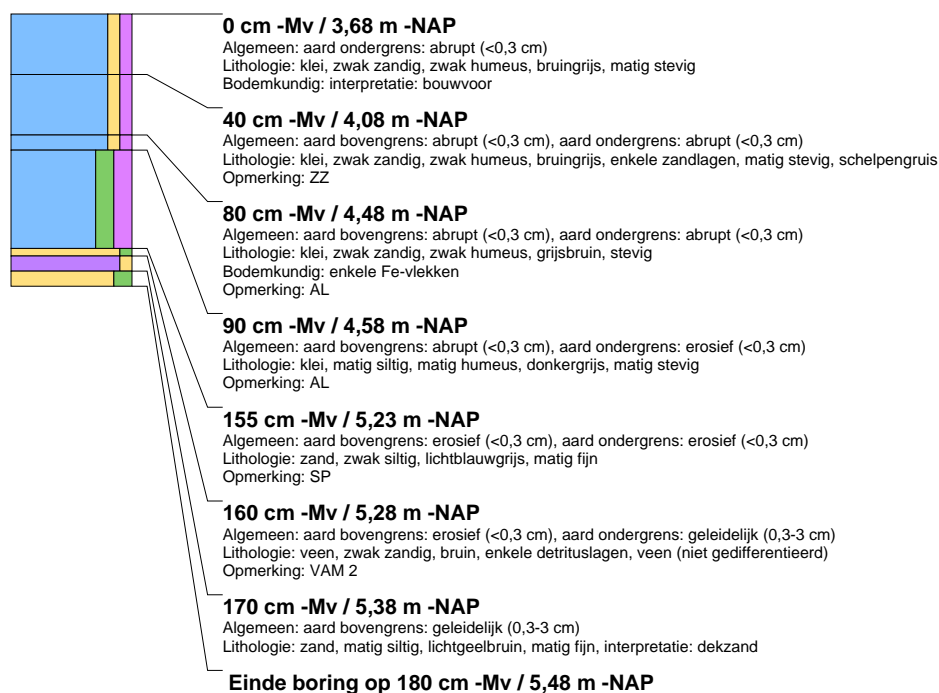 0 cm -Mv / 3,68 m -NAP
Algemeen: aard ondergrens: abrupt (<0,3 cm)
Lithologie: klei, zwak zandig, zwak humeus, bruingrijs, matig stevig
Bodemkundig: interpretatie: bouwvoor
40 cm -Mv / 4,08 m -NAP
Algemeen: aard bovengrens: abrupt (<0,3 cm), aard ondergrens: abrupt (<0,3 cm)
Lithologie: klei, zwak zandig, zwak humeus, bruingrijs, enkele zandlagen, matig stevig, schelpengruis
Opmerking: ZZ
80 cm -Mv / 4,48 m -NAP
Algemeen: aard bovengrens: abrupt (<0,3 cm), aard ondergrens: abrupt (<0,3 cm)
Lithologie: klei, zwak zandig, zwak humeus, grijsbruin, stevig
Bodemkundig: enkele Fe-vlekken
Opmerking: AL
90 cm -Mv / 4,58 m -NAP
Algemeen: aard bovengrens: abrupt (<0,3 cm), aard ondergrens: erosief (<0,3 cm)
Lithologie: klei, matig siltig, matig humeus, donkergrijs, matig stevig
Opmerking: AL
155 cm -Mv / 5,23 m -NAP
Algemeen: aard bovengrens: erosief (<0,3 cm), aard ondergrens: erosief (<0,3 cm)
Lithologie: zand, zwak siltig, lichtblauwgrijs, matig fijn
Opmerking: SP
160 cm -Mv / 5,28 m -NAP
Algemeen: aard bovengrens: erosief (<0,3 cm), aard ondergrens: geleidelijk (0,3-3 cm)
Lithologie: veen, zwak zandig, bruin, enkele detrituslagen, veen (niet gedifferentieerd)
Opmerking: VAM 2
170 cm -Mv / 5,38 m -NAP
Algemeen: aard bovengrens: geleidelijk (0,3-3 cm)
Lithologie: zand, matig siltig, lichtgeelbruin, matig fijn, interpretatie: dekzand
Einde boring op 180 cm -Mv / 5,48 m -NAP